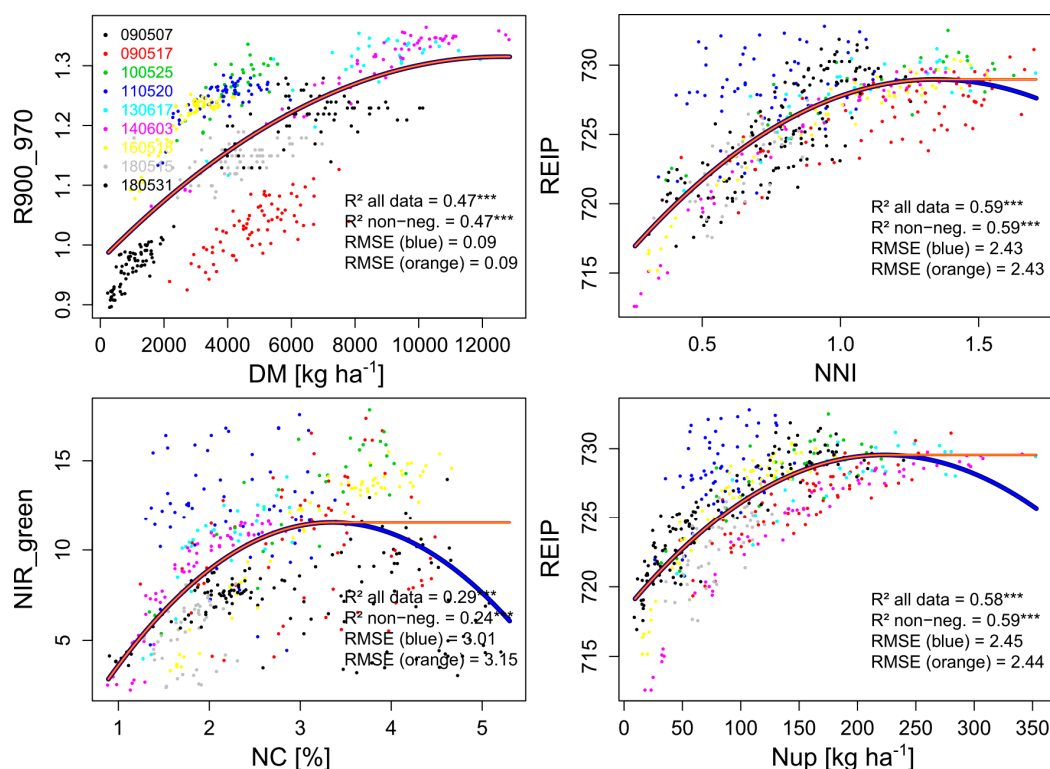 R900_970
1.3
1.2
1.1
1.0
0.9
090507
090517
100525
110520
130617
140603
180515
180531
R² all data = 0.47***
R² non−neg. = 0.47***
RMSE (blue) = 0.09
RMSE (orange) = 0.09
0 2000 4000 6000 8000 10000 12000
DM [kg ha⁻¹]
REIP
730
725
720
715
R² all data = 0.59***
R² non−neg. = 0.59***
RMSE (blue) = 2.43
RMSE (orange) = 2.43
0.5 1.0 1.5
NNI
NIR_green
15
10
5
R² all data = 0.29***
R² non−neg. = 0.24***
RMSE (blue) = 3.01
RMSE (orange) = 3.15
1 2 3 4 5
NC [%]
REIP
730
725
720
715
R² all data = 0.58***
R² non−neg. = 0.59***
RMSE (blue) = 2.45
RMSE (orange) = 2.44
0 50 100 150 200 250 300 350
Nup [kg ha⁻¹]